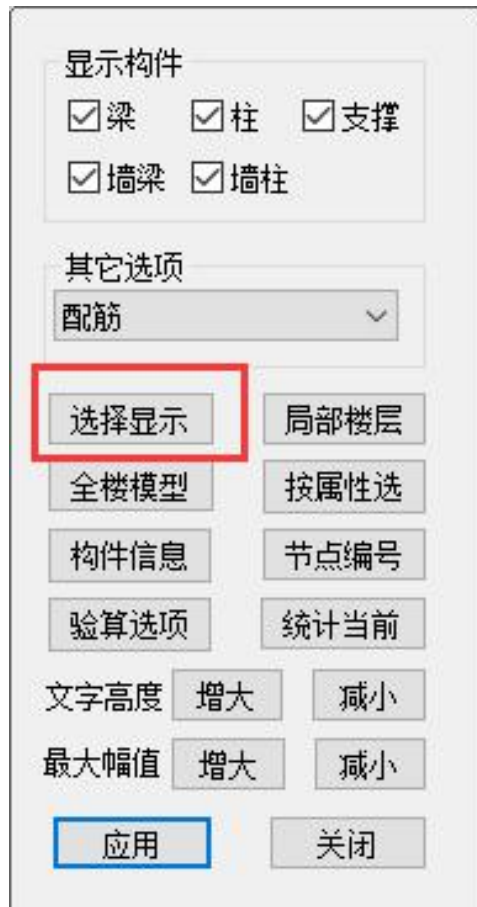 显示构件
梁 柱 支撑
墙梁 墙柱
其它选项
配筋
选择显示 局部楼层
全楼模型 按属性选
构件信息 节点编号
验算选项 统计当前
文字高度 增大 减小
最大幅值 增大 减小
应用 关闭